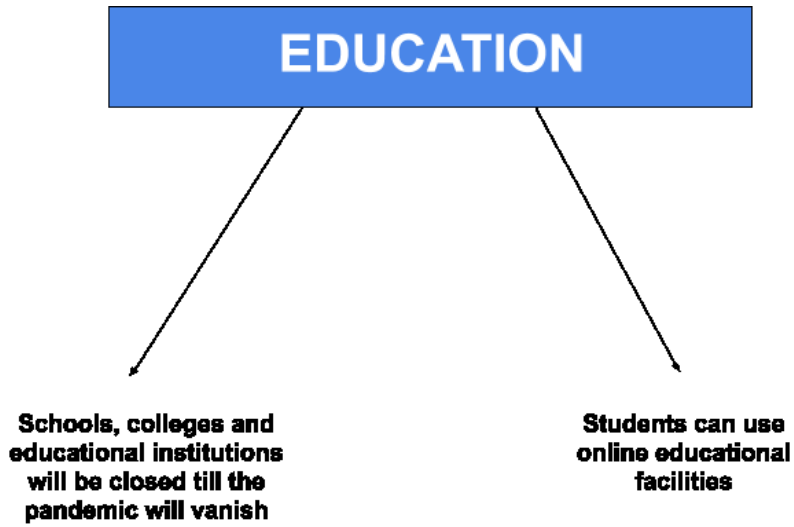 EDUCATION
Schools, colleges and
educational institutions
will be closed till the
pandemic will vanish
Students can use
online educational
facilities